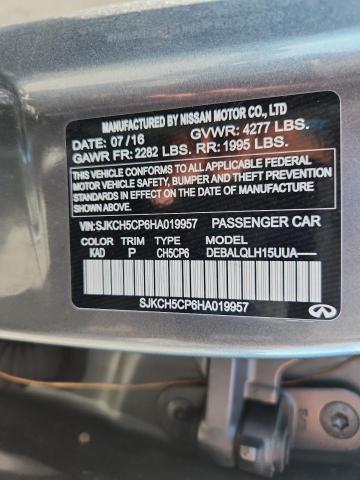 MANUFACTURED BY NISSAN MOTOR CO., LTD
DATE: 07/16 GVWR: 4277 LBS.
GAWR FR: 2282 LBS. RR: 1995 LBS.
THIS VEHICLE CONFORMS TO ALL APPLICABLE FEDERAL
MOTOR VEHICLE SAFETY, BUMPER AND THEFT PREVENTION
STANDARDS IN EFFECT ON THE DATE OF
MANUFACTURE SHOWN ABOVE.
VIN: SJKCH5CP6HA019957 PASSENGER CAR
COLOR TRIM TYPE MODEL
KAD P CH5CP6 DEBALQLH15UUA
SJKCH5CP6HA019957